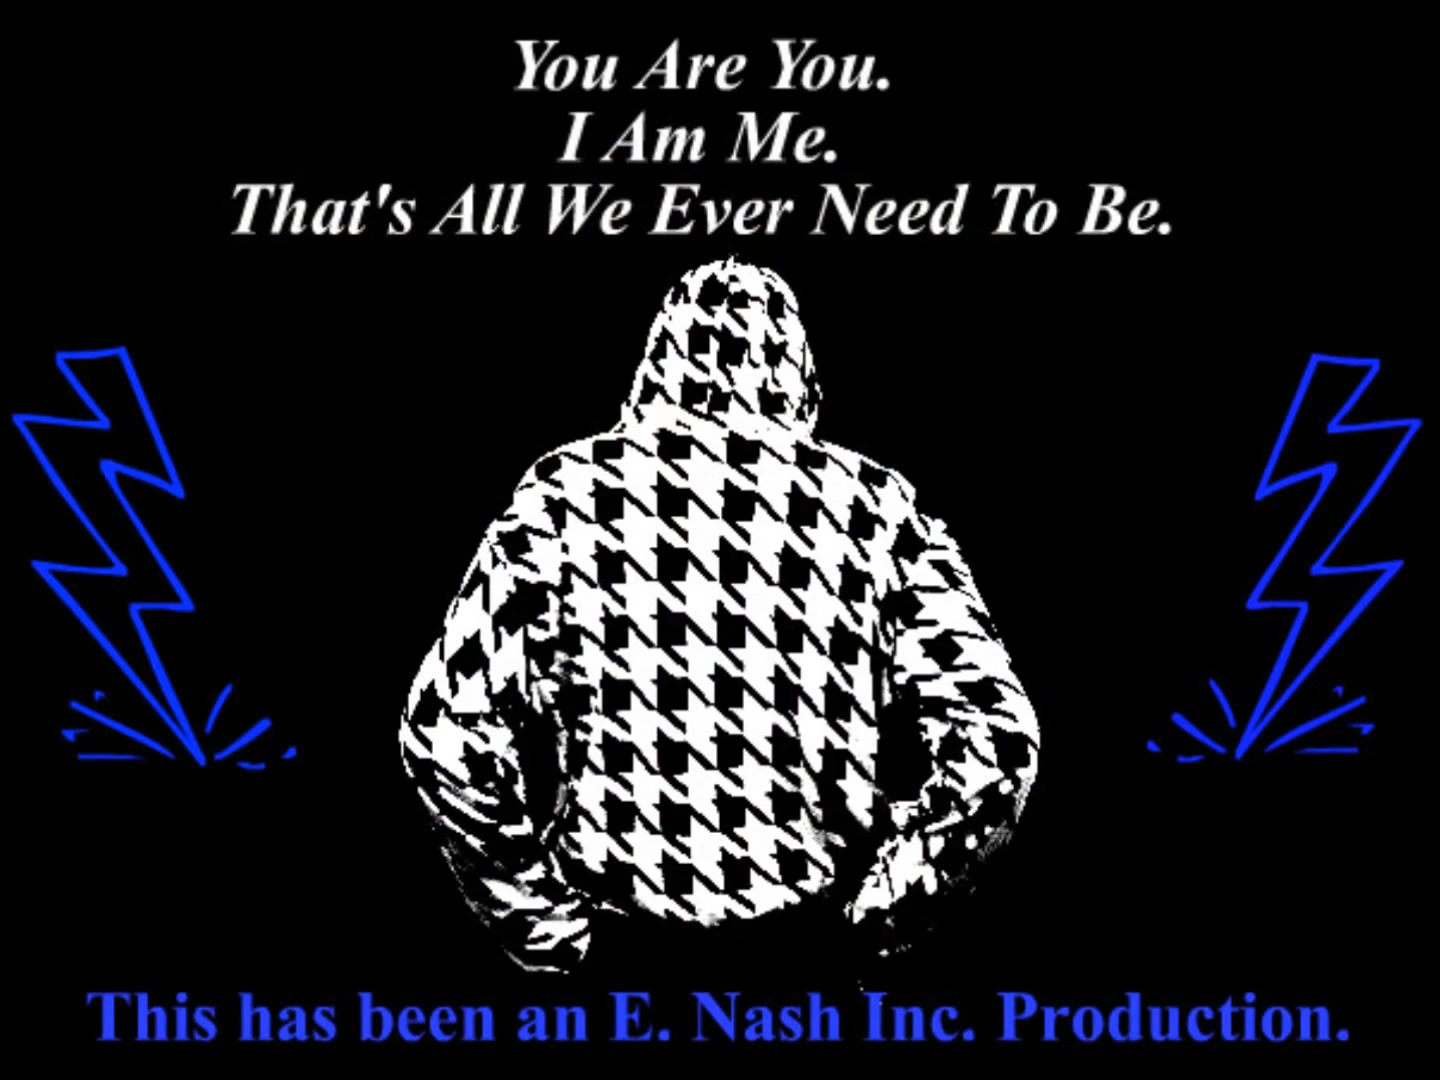 You Are You.
I Am Me.
That's All We Ever Need To Be.
This has been an E. Nash Inc. Production.